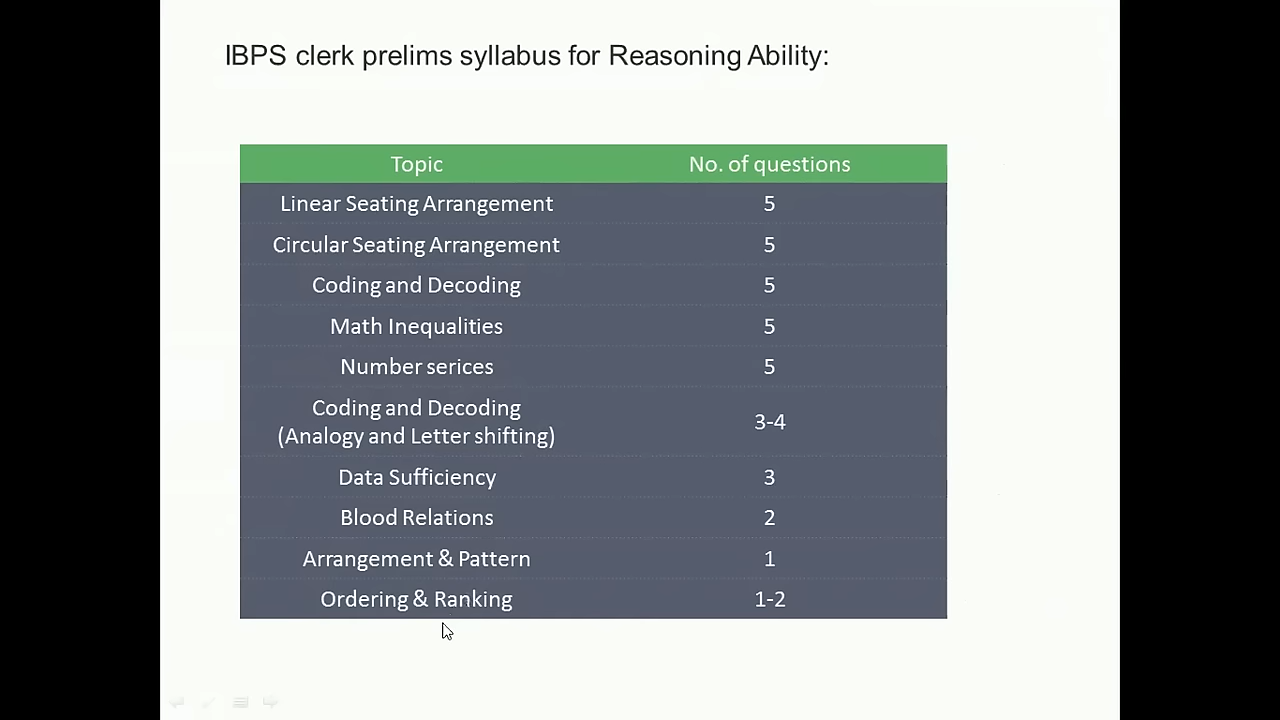 IBPS clerk prelims syllabus for Reasoning Ability:
Topic No. of questions
Linear Seating Arrangement 5
Circular Seating Arrangement 5
Coding and Decoding 5
Math Inequalities 5
Number serices 5
Coding and Decoding
(Analogy and Letter shifting) 3-4
Data Sufficiency 3
Blood Relations 2
Arrangement & Pattern 1
Ordering & Ranking 1-2